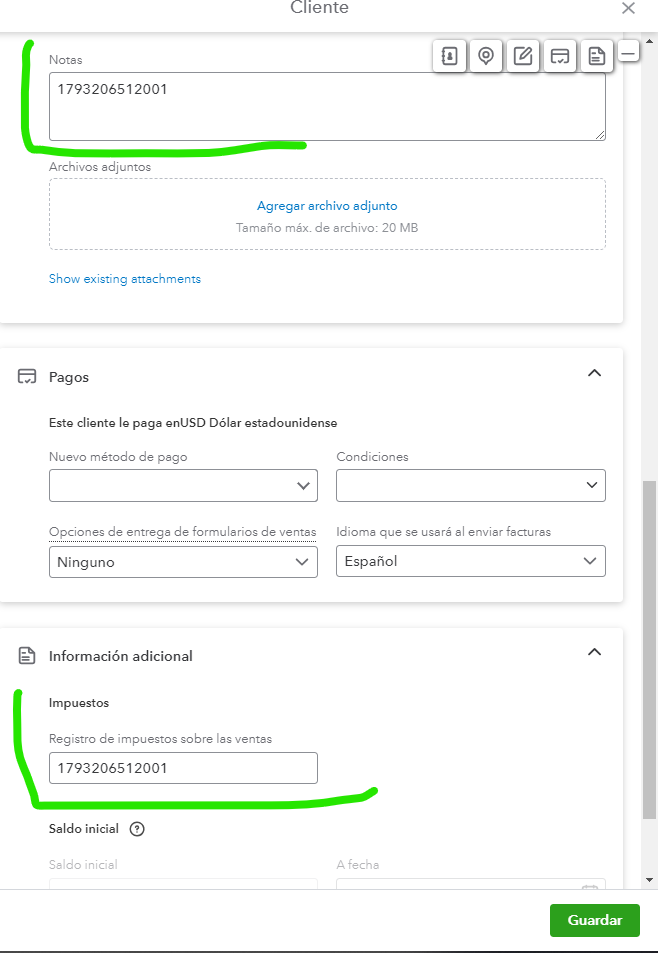 Cliente
Notas
1793206512001
Archivos adjuntos
Agregar archivo adjunto
Tamaño máx. de archivo: 20 MB
Show existing attachments
Pagos
Este cliente le paga enUSD Dólar estadounidense
Nuevo método de pago
Condiciones
Opciones de entrega de formularios de ventas
Idioma que se usará al enviar facturas
Ninguno
Español
Información adicional
Impuestos
Registro de impuestos sobre las ventas
1793206512001
Saldo inicial ?
Saldo inicial
A fecha
Guardar